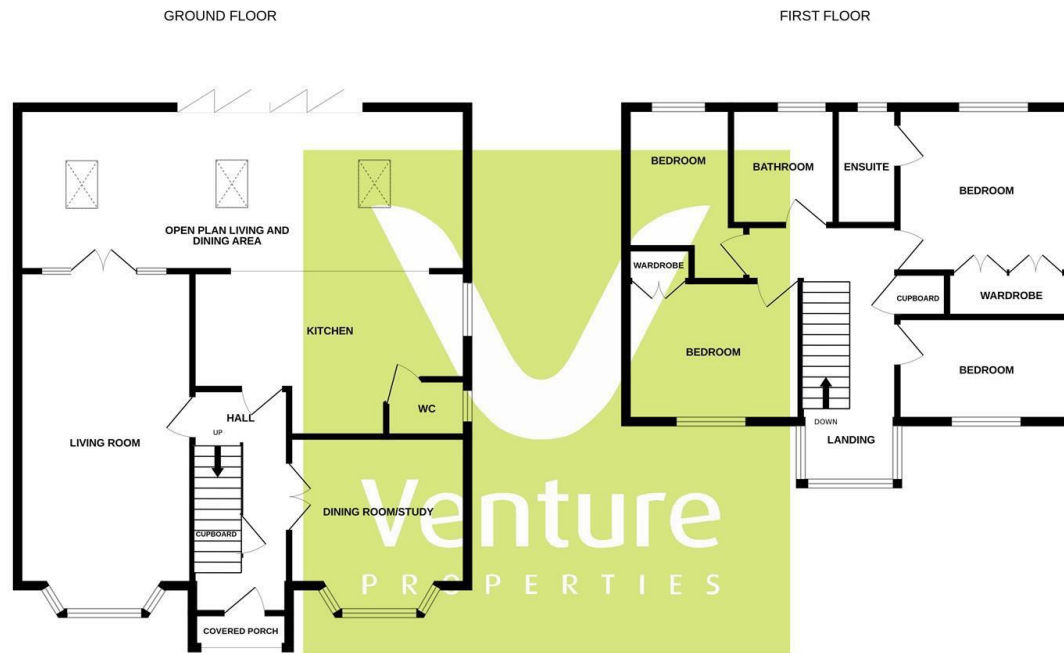 GROUND FLOOR
OPEN PLAN LIVING AND
DINING AREA
KITCHEN
WC
HALL
UP
LIVING ROOM
DINING ROOM/STUDY
CUPBOARD
COVERED PORCH
FIRST FLOOR
BEDROOM
BATHROOM
ENSUITE
BEDROOM
WARDROBE
CUPBOARD
WARDROBE
BEDROOM
BEDROOM
DOWN
LANDING
Venture
PROPERTIES